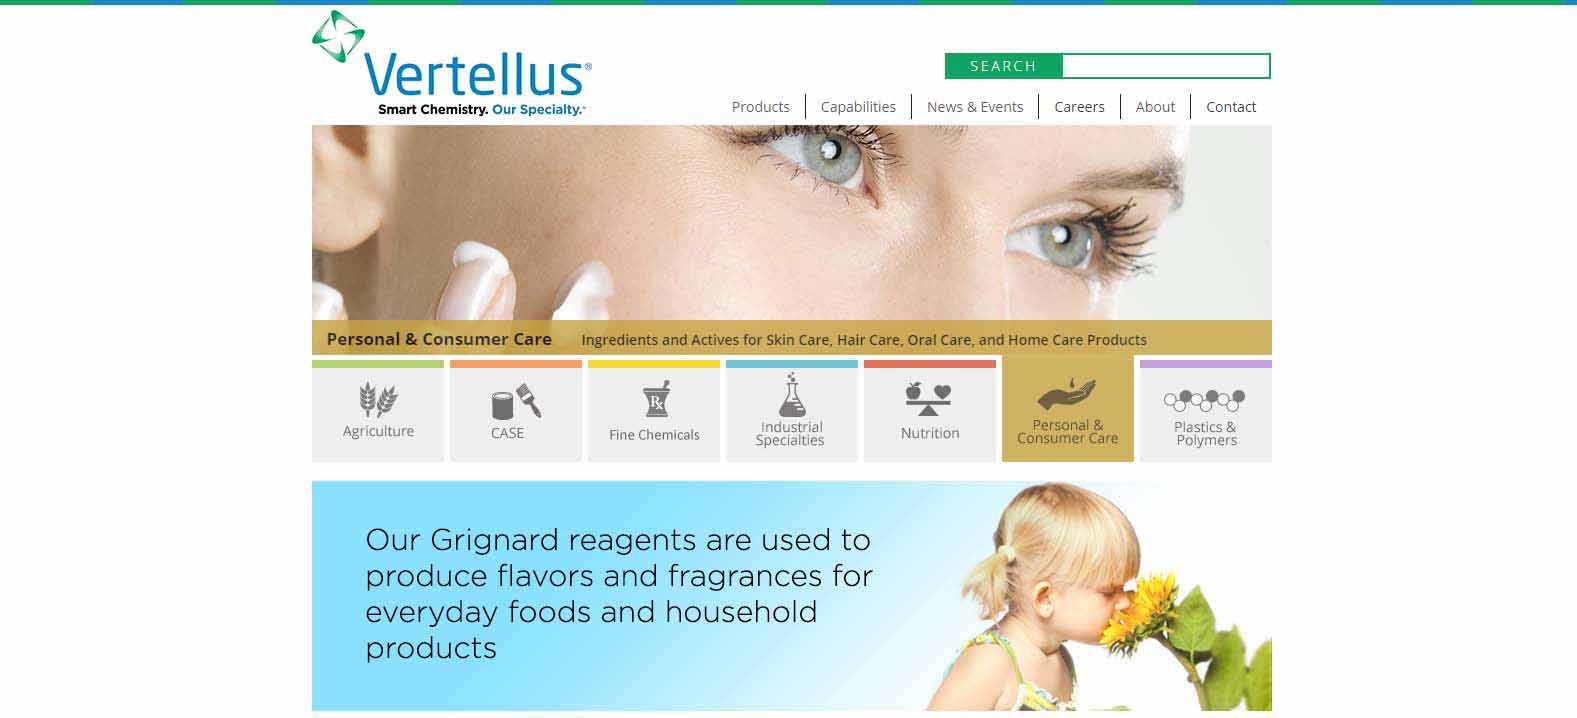 Vertellus®
Smart Chemistry. Our Specialty.™
SEARCH
Products
Capabilities
News & Events
Careers
About
Contact
Personal & Consumer Care
Ingredients and Actives for Skin Care, Hair Care, Oral Care, and Home Care Products
Agriculture
CASE
Rx
Fine Chemicals
Industrial
Specialties
Nutrition
Personal &
Consumer Care
Plastics &
Polymers
Our Grignard reagents are used to
produce flavors and fragrances for
everyday foods and household
products